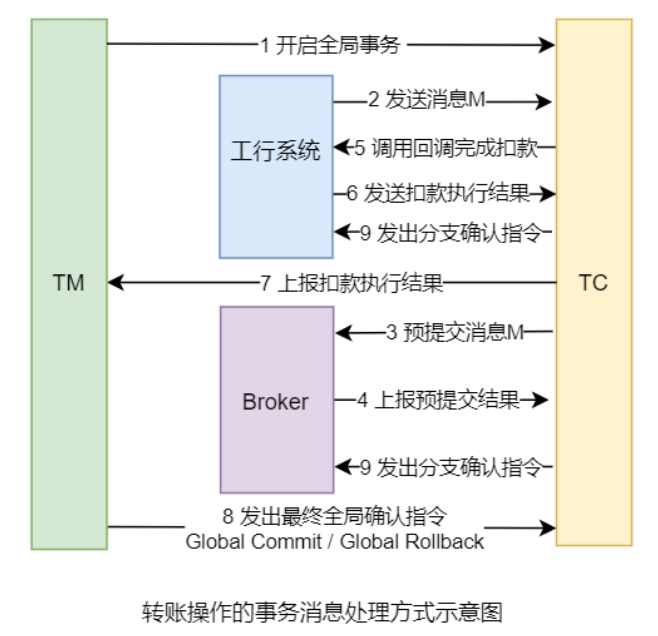 1 开启全局事务
2 发送消息M
工行系统
5 调用回调完成扣款
6 发送扣款执行结果
9 发出分支确认指令
TM
7 上报扣款执行结果
TC
3 预提交消息M
Broker
4 上报预提交结果
9 发出分支确认指令
8 发出最终全局确认指令
Global Commit / Global Rollback
转账操作的事务消息处理方式示意图